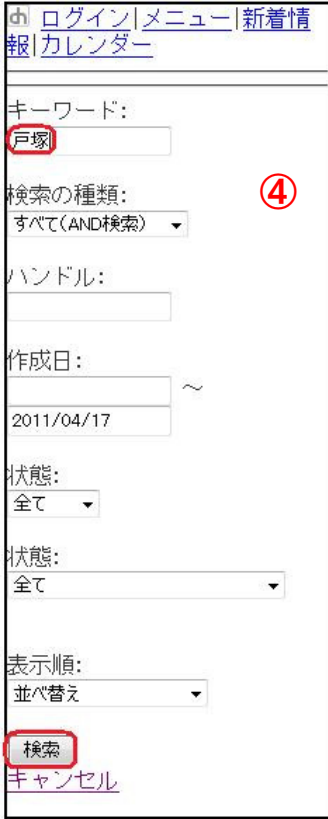 ログイン|メニュー|新着情
報|カレンダー
キーワード:
戸塚
④
検索の種類:
すべて(AND検索)
ハンドル:
作成日:
～
2011/04/17
状態:
全て
状態:
全て
表示順:
並べ替え
検索
キャンセル